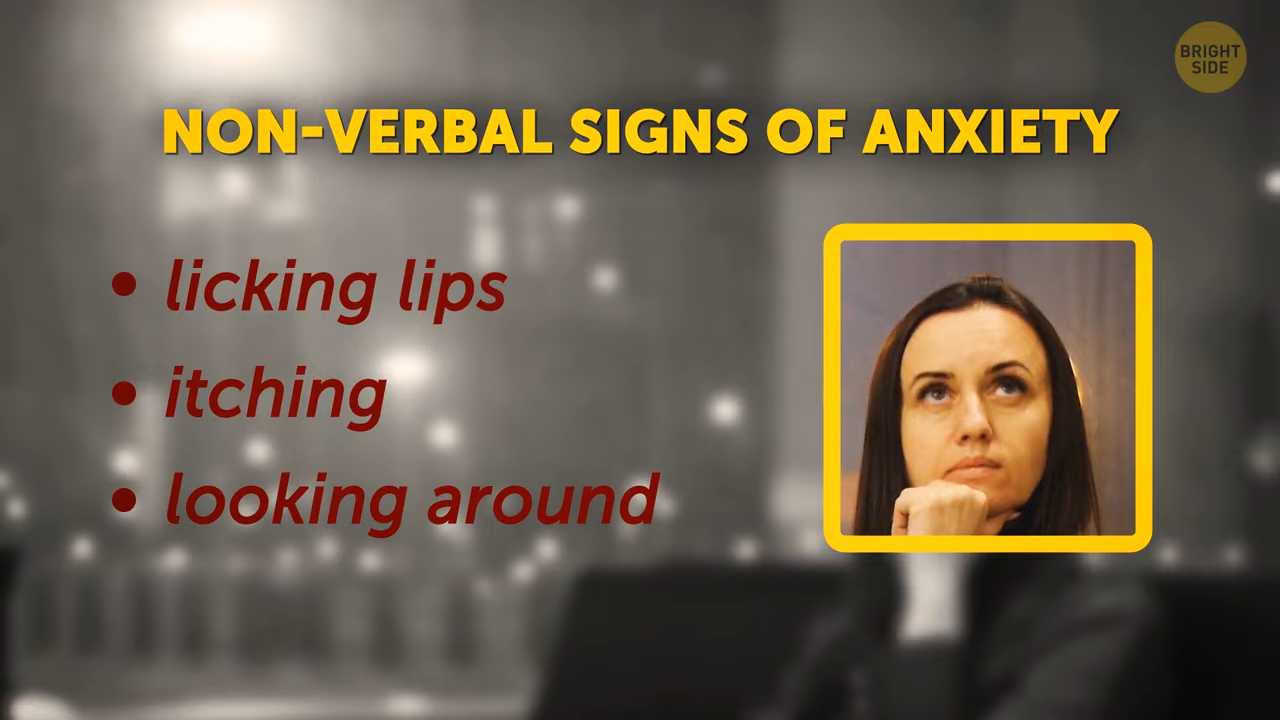 BRIGHT
SIDE
NON-VERBAL SIGNS OF ANXIETY
• licking lips
• itching
• looking around